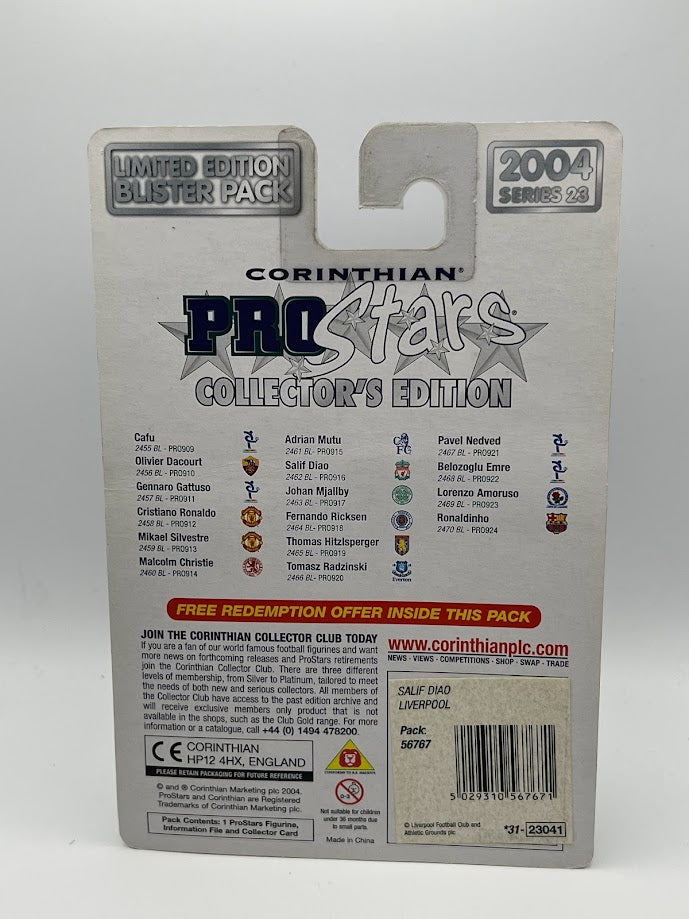 LIMITED EDITION
BLISTER PACK
2004
SERIES 23
CORINTHIAN®
PROStars
COLLECTOR'S EDITION
Cafu
2455 BL - PRO909
Olivier Dacourt
2456 BL - PRO910
Gennaro Gattuso
2457 BL - PRO911
Cristiano Ronaldo
2458 BL - PRO912
Mikael Silvestre
2459 BL - PRO913
Malcolm Christie
2460 BL - PRO914
Adrian Mutu
2461 BL - PRO915
Salif Diao
2462 BL - PRO916
Johan Mjallby
2463 BL - PRO917
Fernando Ricksen
2464 BL - PRO918
Thomas Hitzlsperger
2465 BL - PRO919
Tomasz Radzinski
2466 BL - PRO920
Everton
Pavel Nedved
2467 BL - PRO921
Belozoglu Emre
2468 BL - PRO922
Lorenzo Amoruso
2469 BL - PRO923
Ronaldinho
2470 BL - PRO924
FREE REDEMPTION OFFER INSIDE THIS PACK
JOIN THE CORINTHIAN COLLECTOR CLUB TODAY
If you are a fan of our world famous football figurines and want
more news on forthcoming releases and ProStars retirements
join the Corinthian Collector Club. There are three different
levels of membership, from Silver to Platinum, tailored to meet
the needs of both new and serious collectors. All members of
the Collector Club have access to the past edition archive and
will receive exclusive members only product that is not
available in the shops, such as the Club Gold range. For more
information or a catalogue, call +44 (0) 1494 478200.
CE CORINTHIAN
HP12 4HX, ENGLAND
PLEASE RETAIN PACKAGING FOR FUTURE REFERENCE
© and ® Corinthian Marketing plc 2004.
ProStars and Corinthian are Registered
Trademarks of Corinthian Marketing plc.
Pack Contents: 1 ProStars Figurine,
Information File and Collector Card
0-3
Not suitable for children
under 36 months due
to small parts.
Made in China
www.corinthianplc.com
NEWS - VIEWS - COMPETITIONS - SHOP - SWAP - TRADE
SALIF DIAO
LIVERPOOL
Pack:
56767
5 029310 567671
© Liverpool Football Club and
Athletic Grounds plc
*31- 23041